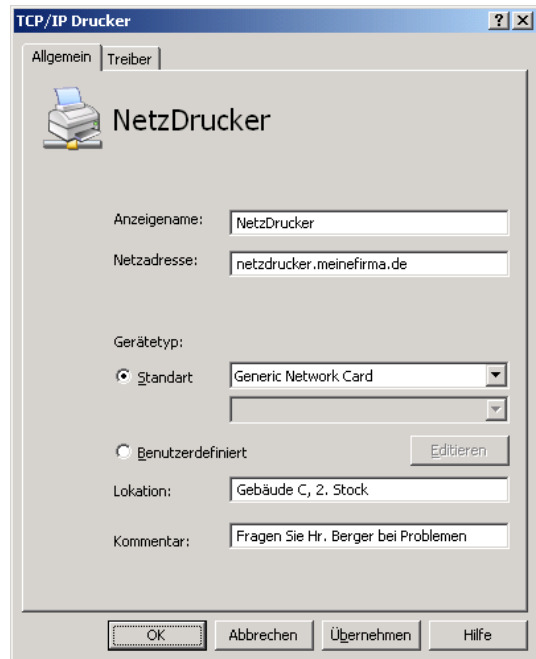 TCP/IP Drucker
Allgemein Treiber
NetzDrucker
Anzeigename: NetzDrucker
Netzadresse: netzdrucker.meinefirma.de
Gerätetyp:
Standart Generic Network Card
Benutzerdefiniert Editieren
Lokation: Gebäude C, 2. Stock
Kommentar: Fragen Sie Hr. Berger bei Problemen
OK Abbrechen Übernehmen Hilfe